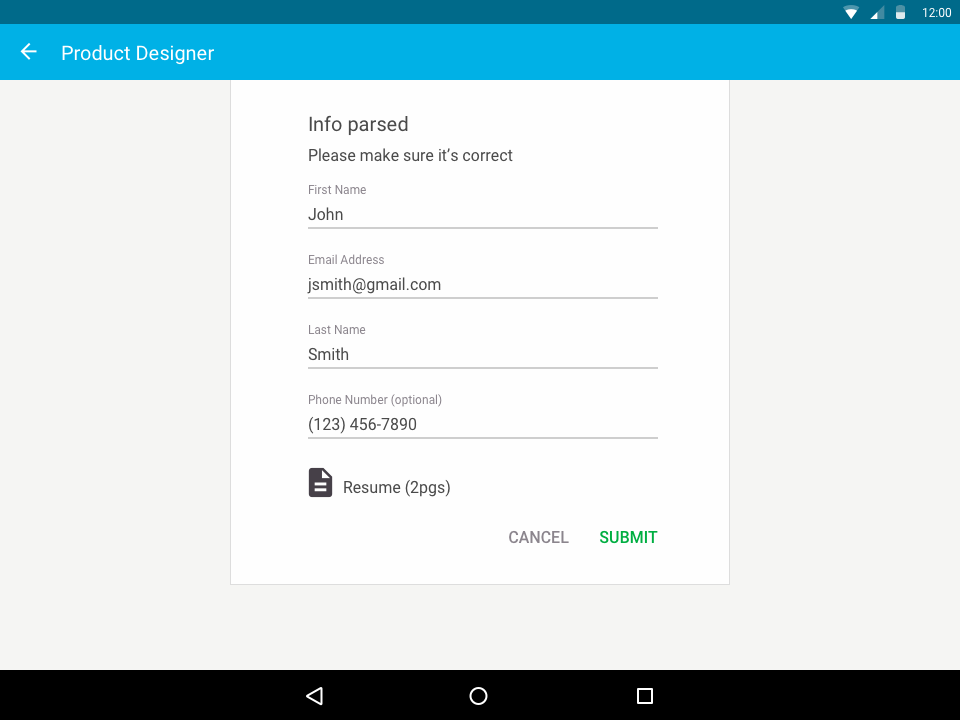 12:00
Product Designer
Info parsed
Please make sure it’s correct
First Name
John
Email Address
jsmith@gmail.com
Last Name
Smith
Phone Number (optional)
(123) 456-7890
Resume (2pgs)
CANCEL SUBMIT